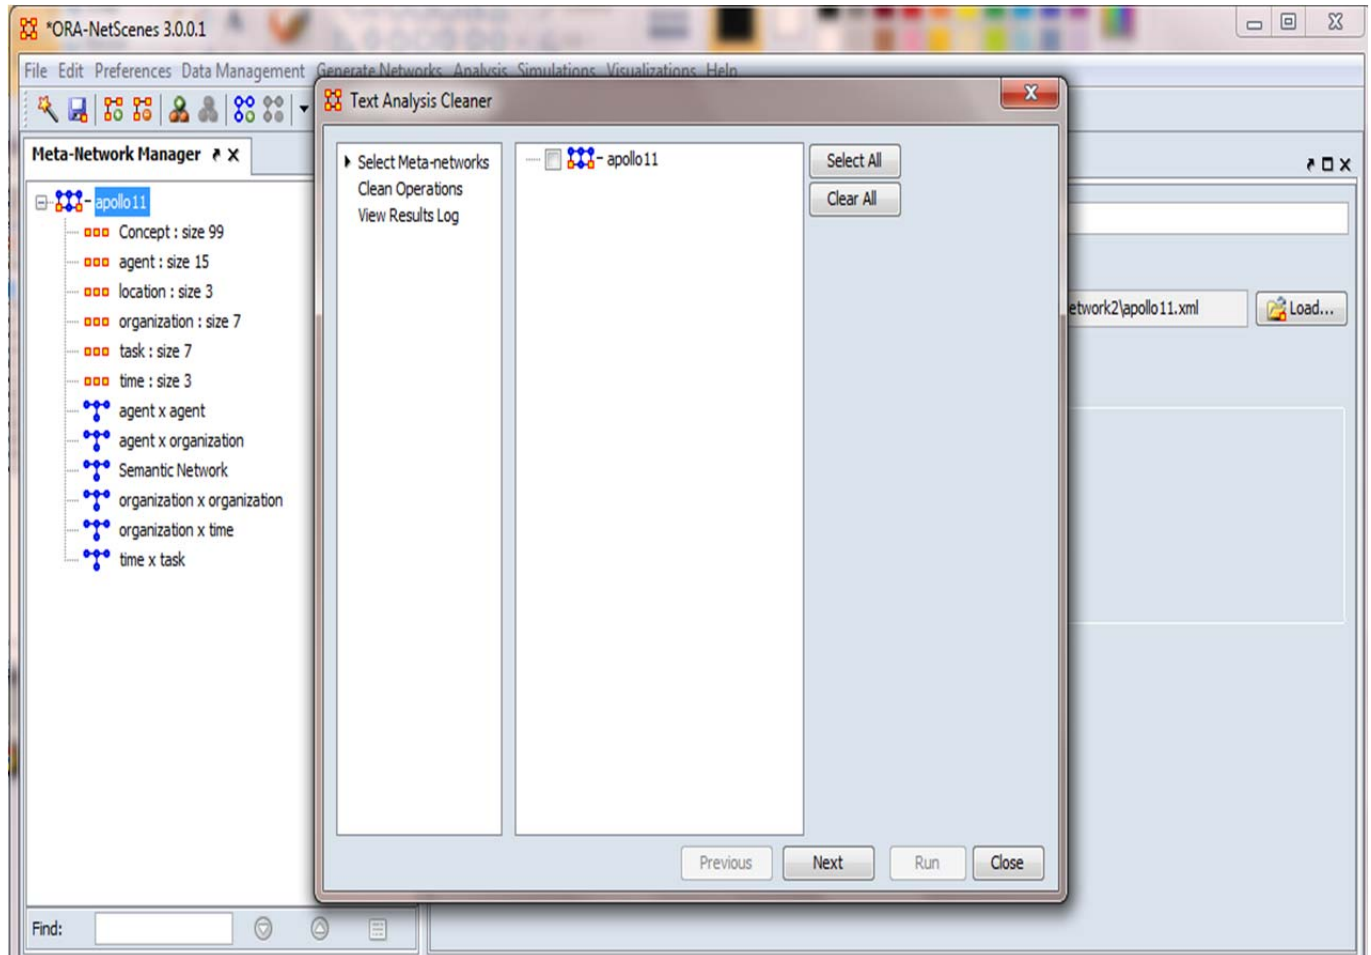 *ORA-NetScenes 3.0.0.1
File Edit Preferences Data Management Generate Networks Analysis Simulations Visualizations Help
Text Analysis Cleaner
Meta-Network Manager
apollo11
Concept : size 99
agent : size 15
location : size 3
organization : size 7
task : size 7
time : size 3
agent x agent
agent x organization
Semantic Network
organization x organization
organization x time
time x task
Find:
Select Meta-networks
Clean Operations
View Results Log
apollo11
Select All
Clear All
Previous Next Run Close
etwork2\apollo11.xml Load...